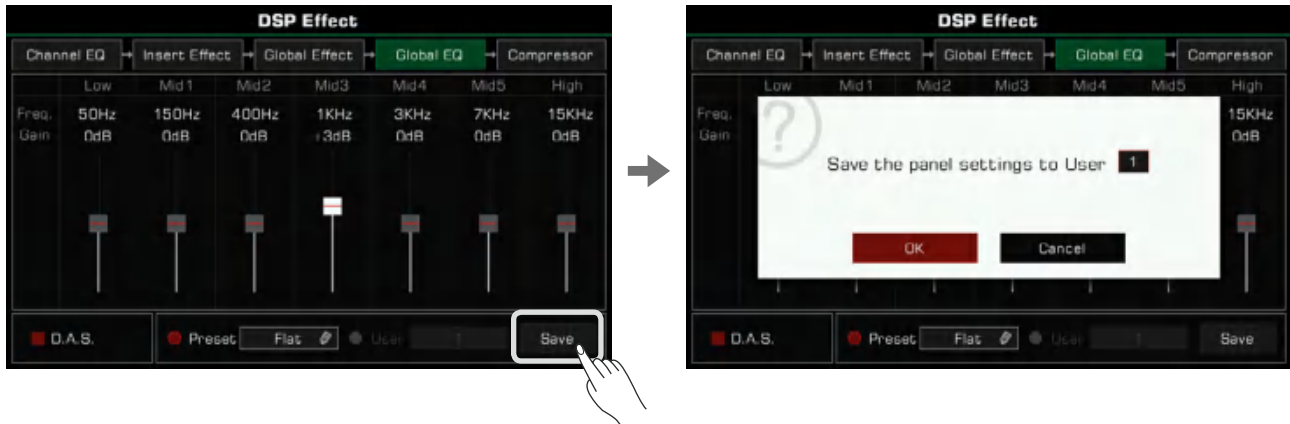 DSP Effect
Channel EQ Insert Effect Global Effect Global EQ Compressor
Low Mid1 Mid2 Mid3 Mid4 Mid5 High
Freq. 50Hz 150Hz 400Hz 1KHz 3KHz 7KHz 15KHz
Gain 0dB 0dB 0dB +3dB 0dB 0dB 0dB
D.A.S. Preset Flat User 1 Save
DSP Effect
Channel EQ Insert Effect Global Effect Global EQ Compressor
Low Mid1 Mid2 Mid3 Mid4 Mid5 High
Freq. 15KHz
Gain 0dB
?
Save the panel settings to User 1
OK Cancel
D.A.S. Preset Flat User 1 Save